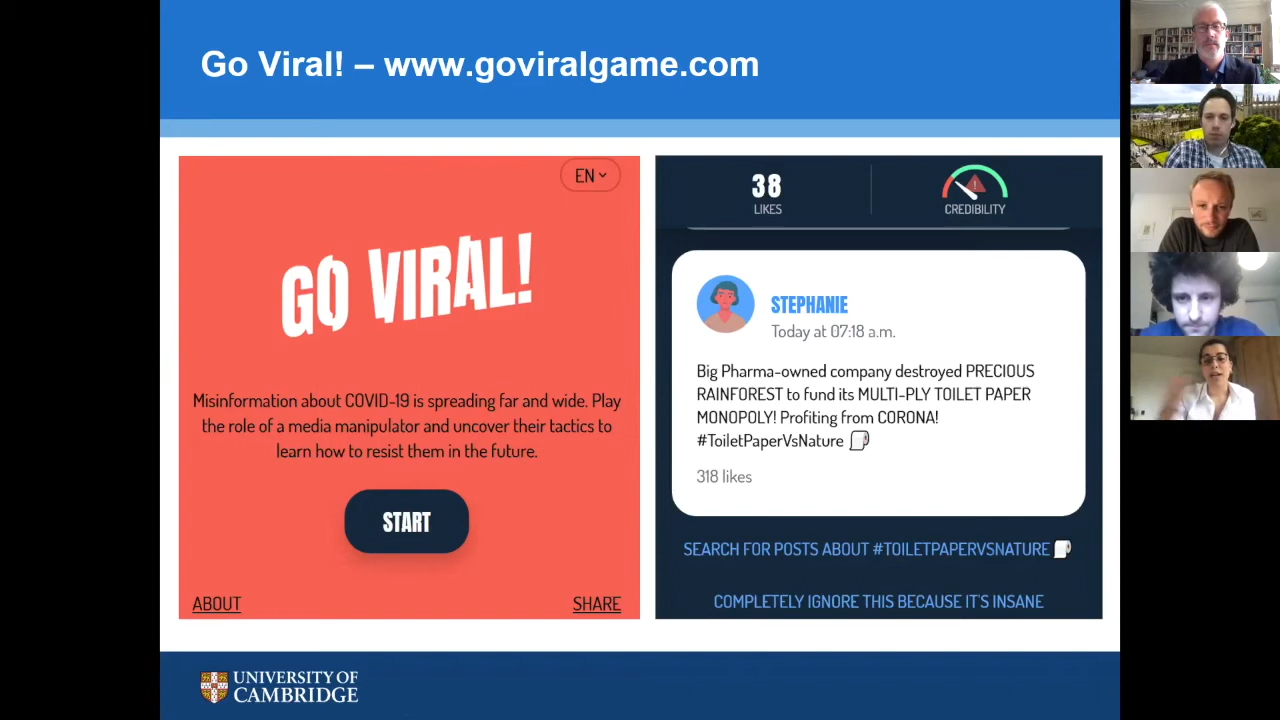 Go Viral! – www.goviralgame.com
EN
GO VIRAL!
Misinformation about COVID-19 is spreading far and wide. Play
the role of a media manipulator and uncover their tactics to
learn how to resist them in the future.
START
ABOUT
SHARE
38
LIKES
CREDIBILITY
STEPHANIE
Today at 07:18 a.m.
Big Pharma-owned company destroyed PRECIOUS
RAINFOREST to fund its MULTI-PLY TOILET PAPER
MONOPOLY! Profiting from CORONA!
#ToiletPaperVsNature
318 likes
SEARCH FOR POSTS ABOUT #TOILETPAPERVSNATURE
COMPLETELY IGNORE THIS BECAUSE IT'S INSANE
UNIVERSITY OF
CAMBRIDGE